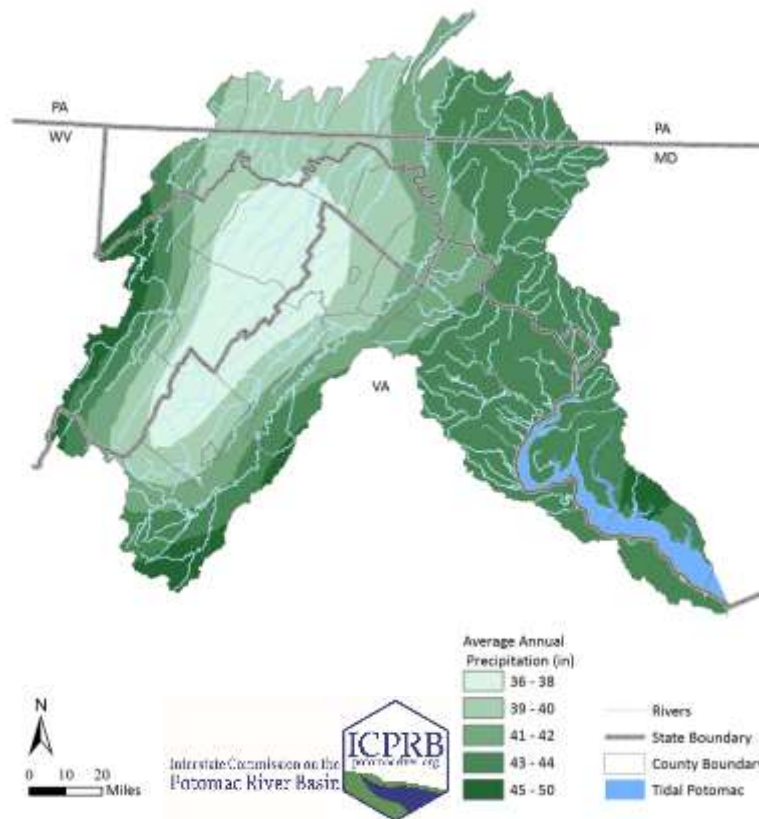 PA
WV
PA
MD
VA
Average Annual
Precipitation (in)
36 - 38
39 - 40
41 - 42
43 - 44
45 - 50
Rivers
State Boundary
County Boundary
Tidal Potomac
N
0 10 20
Miles
Interstate Commission on the
Potomac River Basin
ICPRB
potomacriver.org